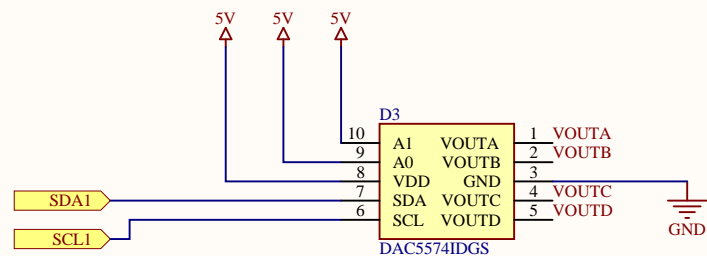 5V 5V 5V
D3
10 A1 VOUTA 1 VOUTA
9 A0 VOUTB 2 VOUTB
8 VDD GND 3
SDA1 7 SDA VOUTC 4 VOUTC
6 SCL VOUTD 5 VOUTD
GND
SCL1
DAC5574IDGS